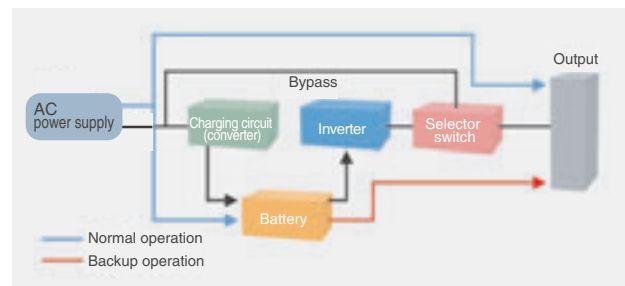 Output
Bypass
AC
power supply
Charging circuit
(converter)
Inverter
Selector
switch
Battery
Normal operation
Backup operation